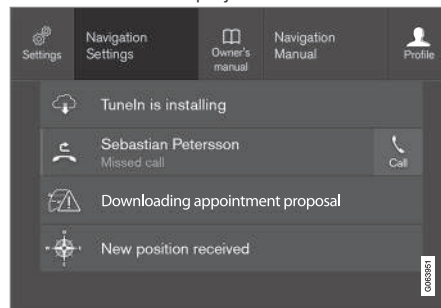 Settings
Navigation
Settings
Owner's
manual
Navigation
Manual
Profile
TuneIn is installing
Sebastian Petersson
Missed call
Call
Downloading appointment proposal
New position received
G063951